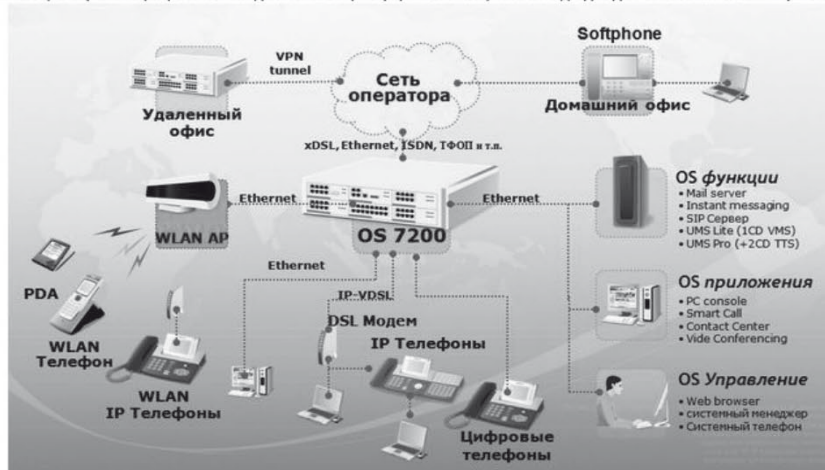 Softphone
VPN
tunnel
Сеть
оператора
Удаленный
офис
Домашний офис
xDSL, Ethernet, ISDN, ТФОП и т.п.
OS функции
• Mail server
• Instant messaging
• SIP Сервер
• UMS Lite (1CD VMS)
• UMS Pro (+2CD TTS)
Ethernet
Ethernet
WLAN AP
OS 7200
Ethernet
PDA
IP-VDSL
OS приложения
• PC console
• Smart Call
• Contact Center
• Vide Conferencing
DSL Модем
IP Телефоны
WLAN
Телефон
WLAN
IP Телефоны
OS Управление
• Web browser
• системный менеджер
• Системный телефон
Цифровые
телефоны